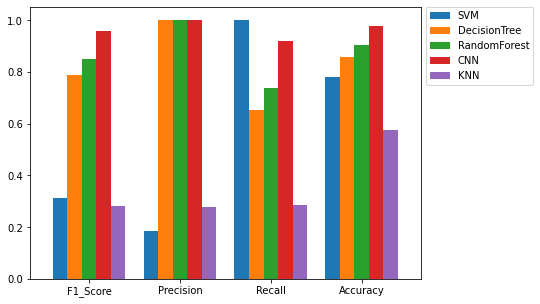 1.0
0.8
0.6
0.4
0.2
0.0
F1_Score Precision Recall Accuracy
SVM
DecisionTree
RandomForest
CNN
KNN